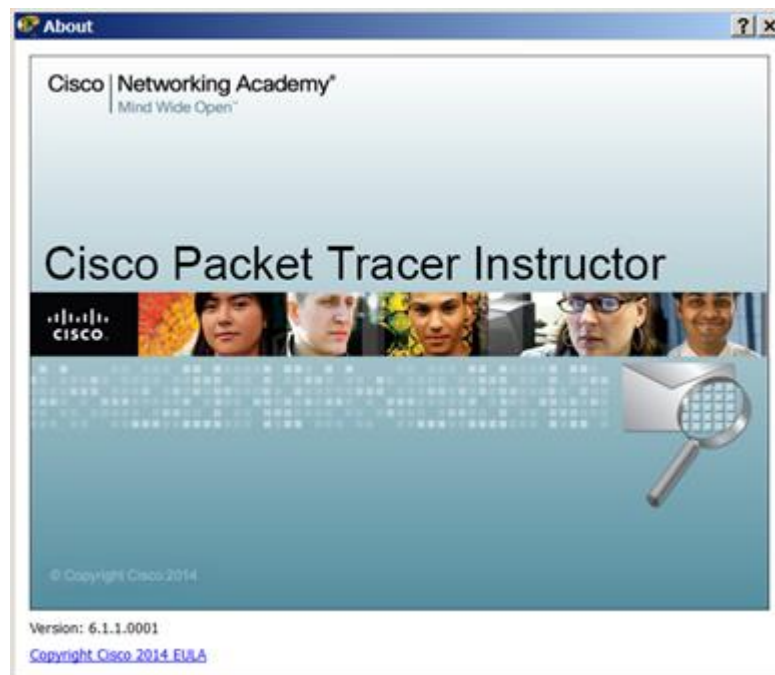 About
Cisco Networking Academy®
Mind Wide Open™
Cisco Packet Tracer Instructor
CISCO
© Copyright Cisco 2014
Version: 6.1.1.0001
Copyright Cisco 2014 EULA